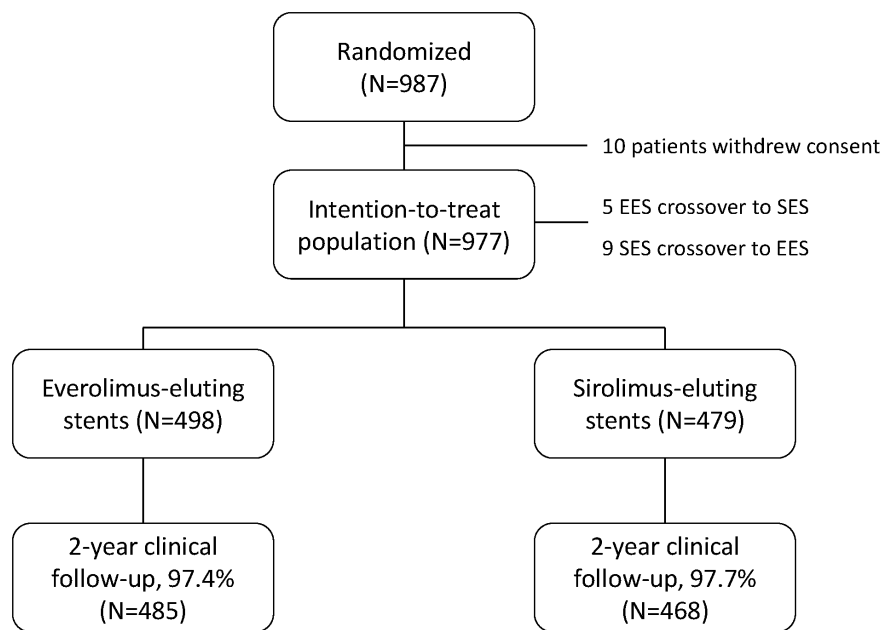 Randomized
(N=987)
10 patients withdrew consent
Intention-to-treat
population (N=977)
5 EES crossover to SES
9 SES crossover to EES
Everolimus-eluting
stents (N=498)
Sirolimus-eluting
stents (N=479)
2-year clinical
follow-up, 97.4%
(N=485)
2-year clinical
follow-up, 97.7%
(N=468)